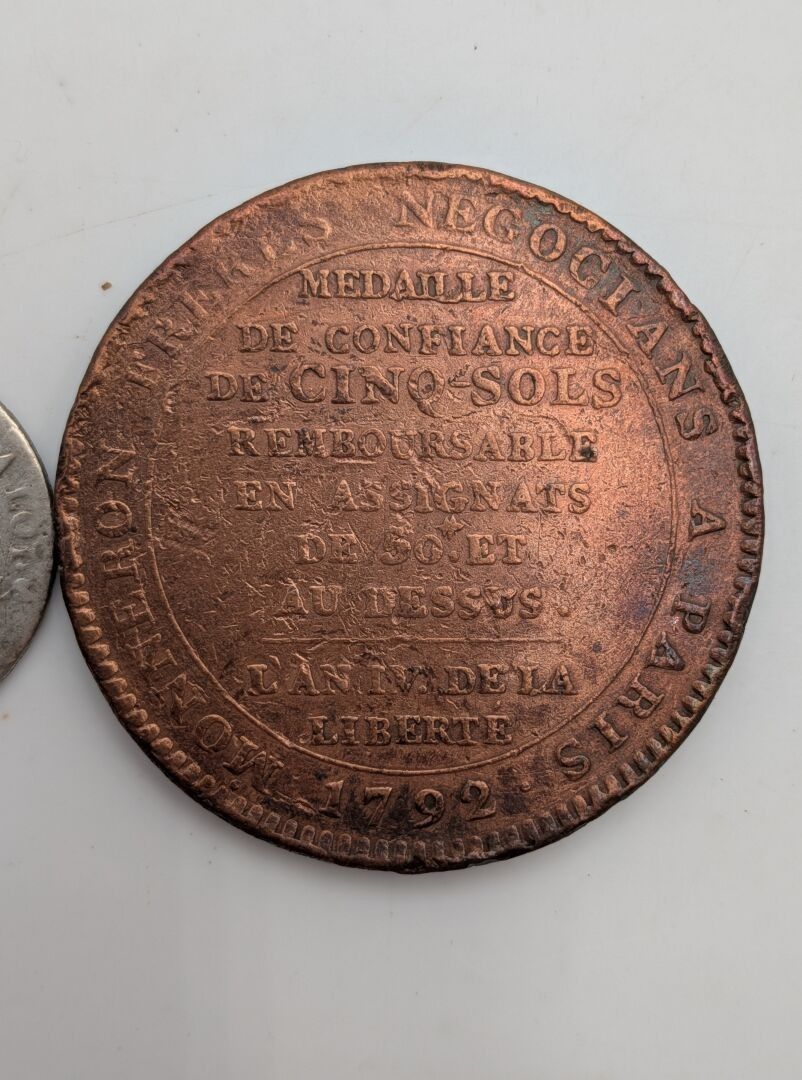 MONNERON FRERES NEGOCIANS A PARIS.
1792
MEDAILLE
DE CONFIANCE
DE CINQ-SOLS
REMBOURSABLE
EN ASSIGNATS
DE 50.# ET
AU DESSUS.
L'AN IV. DE LA
LIBERTE